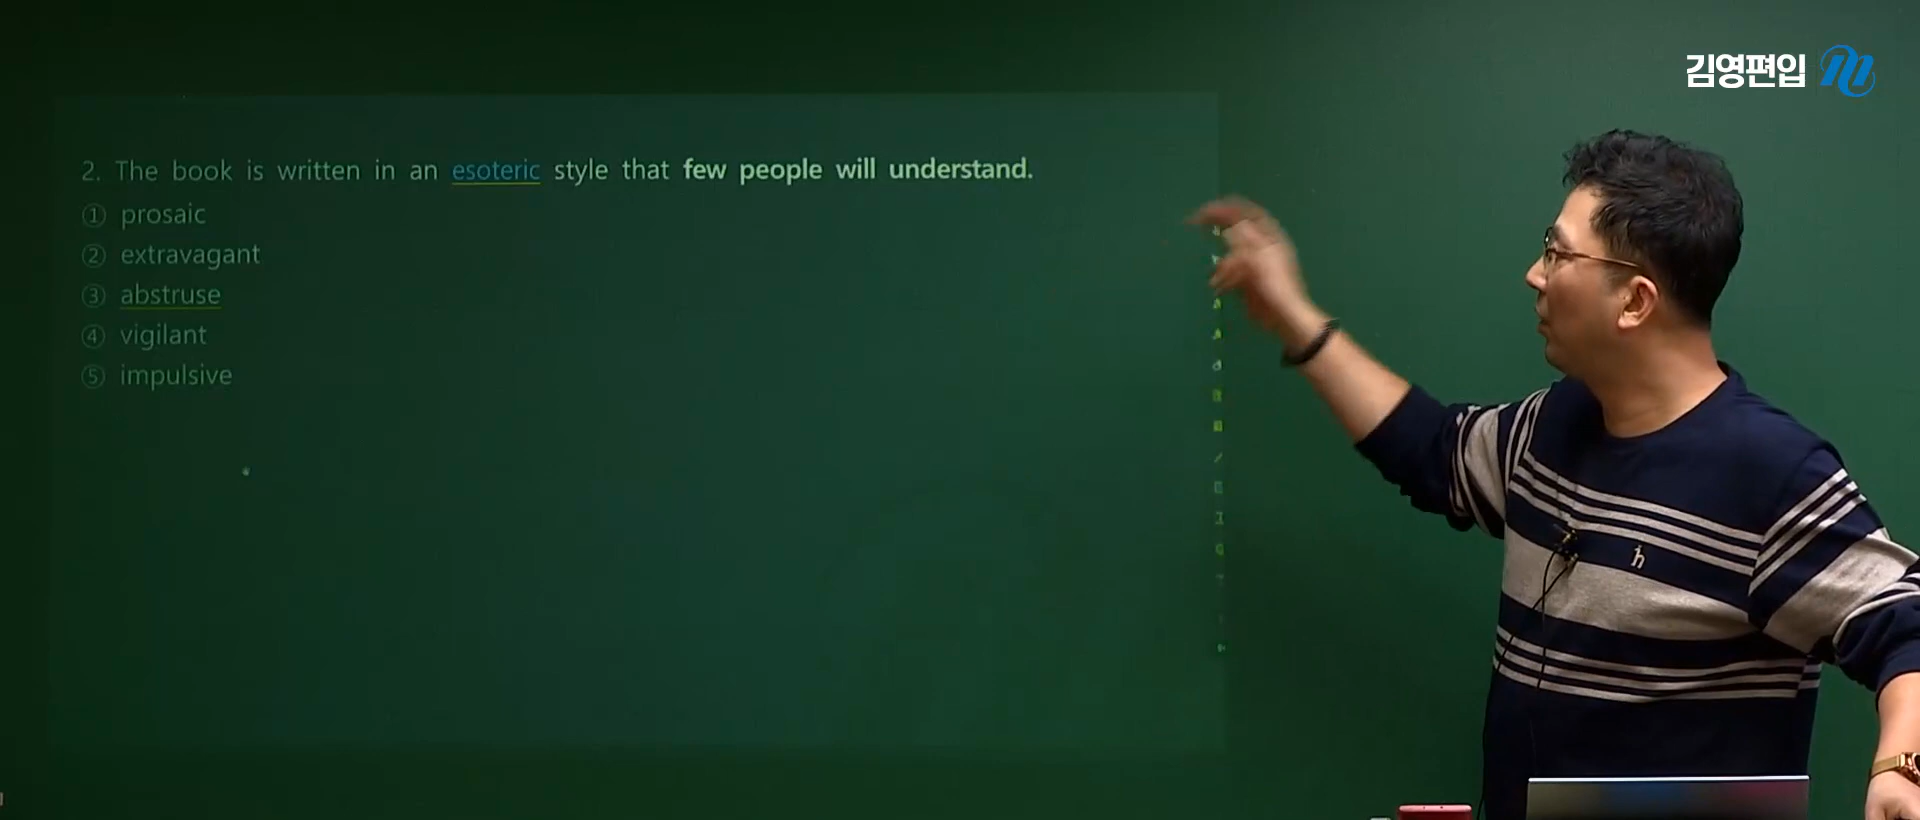 김영편입
2. The book is written in an esoteric style that few people will understand.
① prosaic
② extravagant
③ abstruse
④ vigilant
⑤ impulsive
h